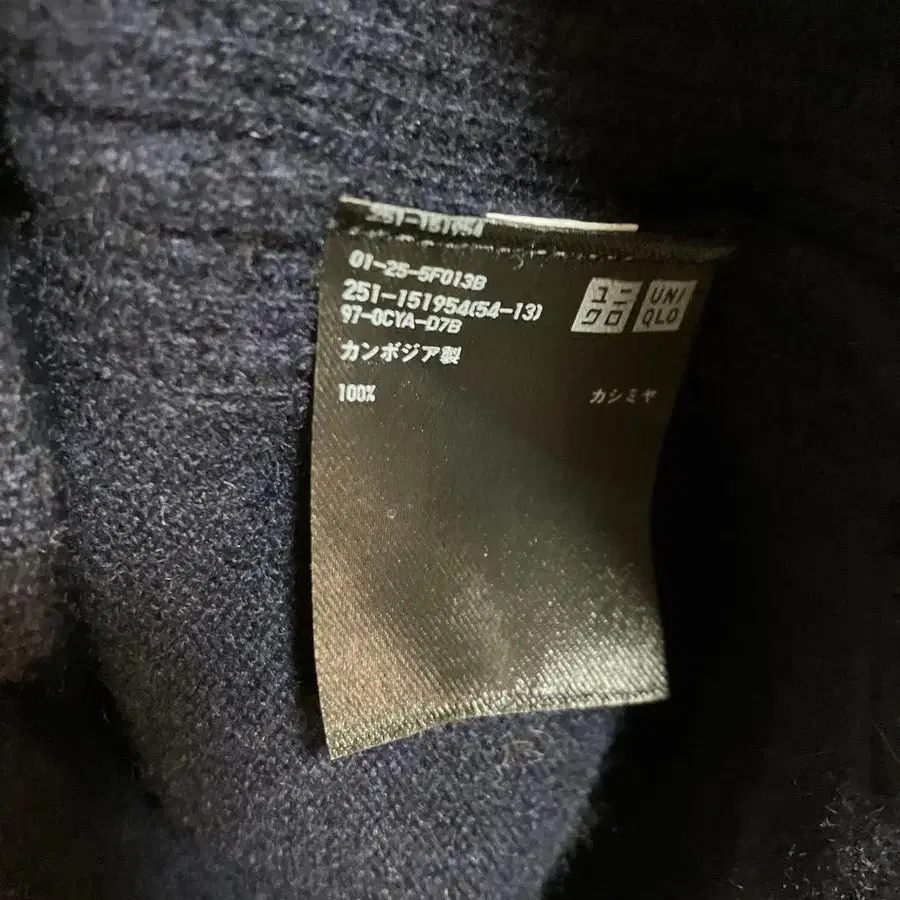 251-151954
01-25-5F013B
251-151954(54-13)
97-0CYA-D7B
カンボジア製
100% カシミヤ
ユニ
クロ
UNI
QLO